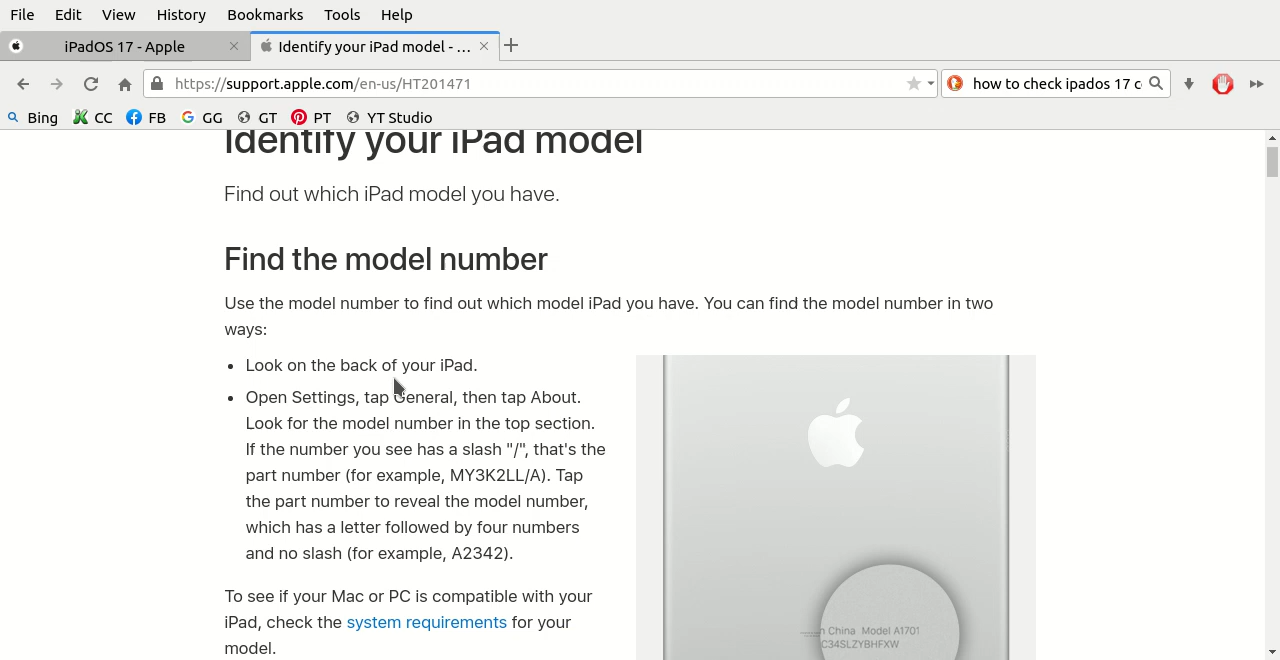 File Edit View History Bookmarks Tools Help
iPadOS 17 - Apple
Identify your iPad model - ...
https://support.apple.com/en-us/HT201471
how to check ipados 17 c
Bing CC FB GG GT PT YT Studio
Identify your iPad model
Find out which iPad model you have.
Find the model number
Use the model number to find out which model iPad you have. You can find the model number in two
ways:
• Look on the back of your iPad.
• Open Settings, tap General, then tap About.
Look for the model number in the top section.
If the number you see has a slash "/", that's the
part number (for example, MY3K2LL/A). Tap
the part number to reveal the model number,
which has a letter followed by four numbers
and no slash (for example, A2342).
To see if your Mac or PC is compatible with your
iPad, check the system requirements for your
model.
n China Model A1701
C34SLZYBHFXW